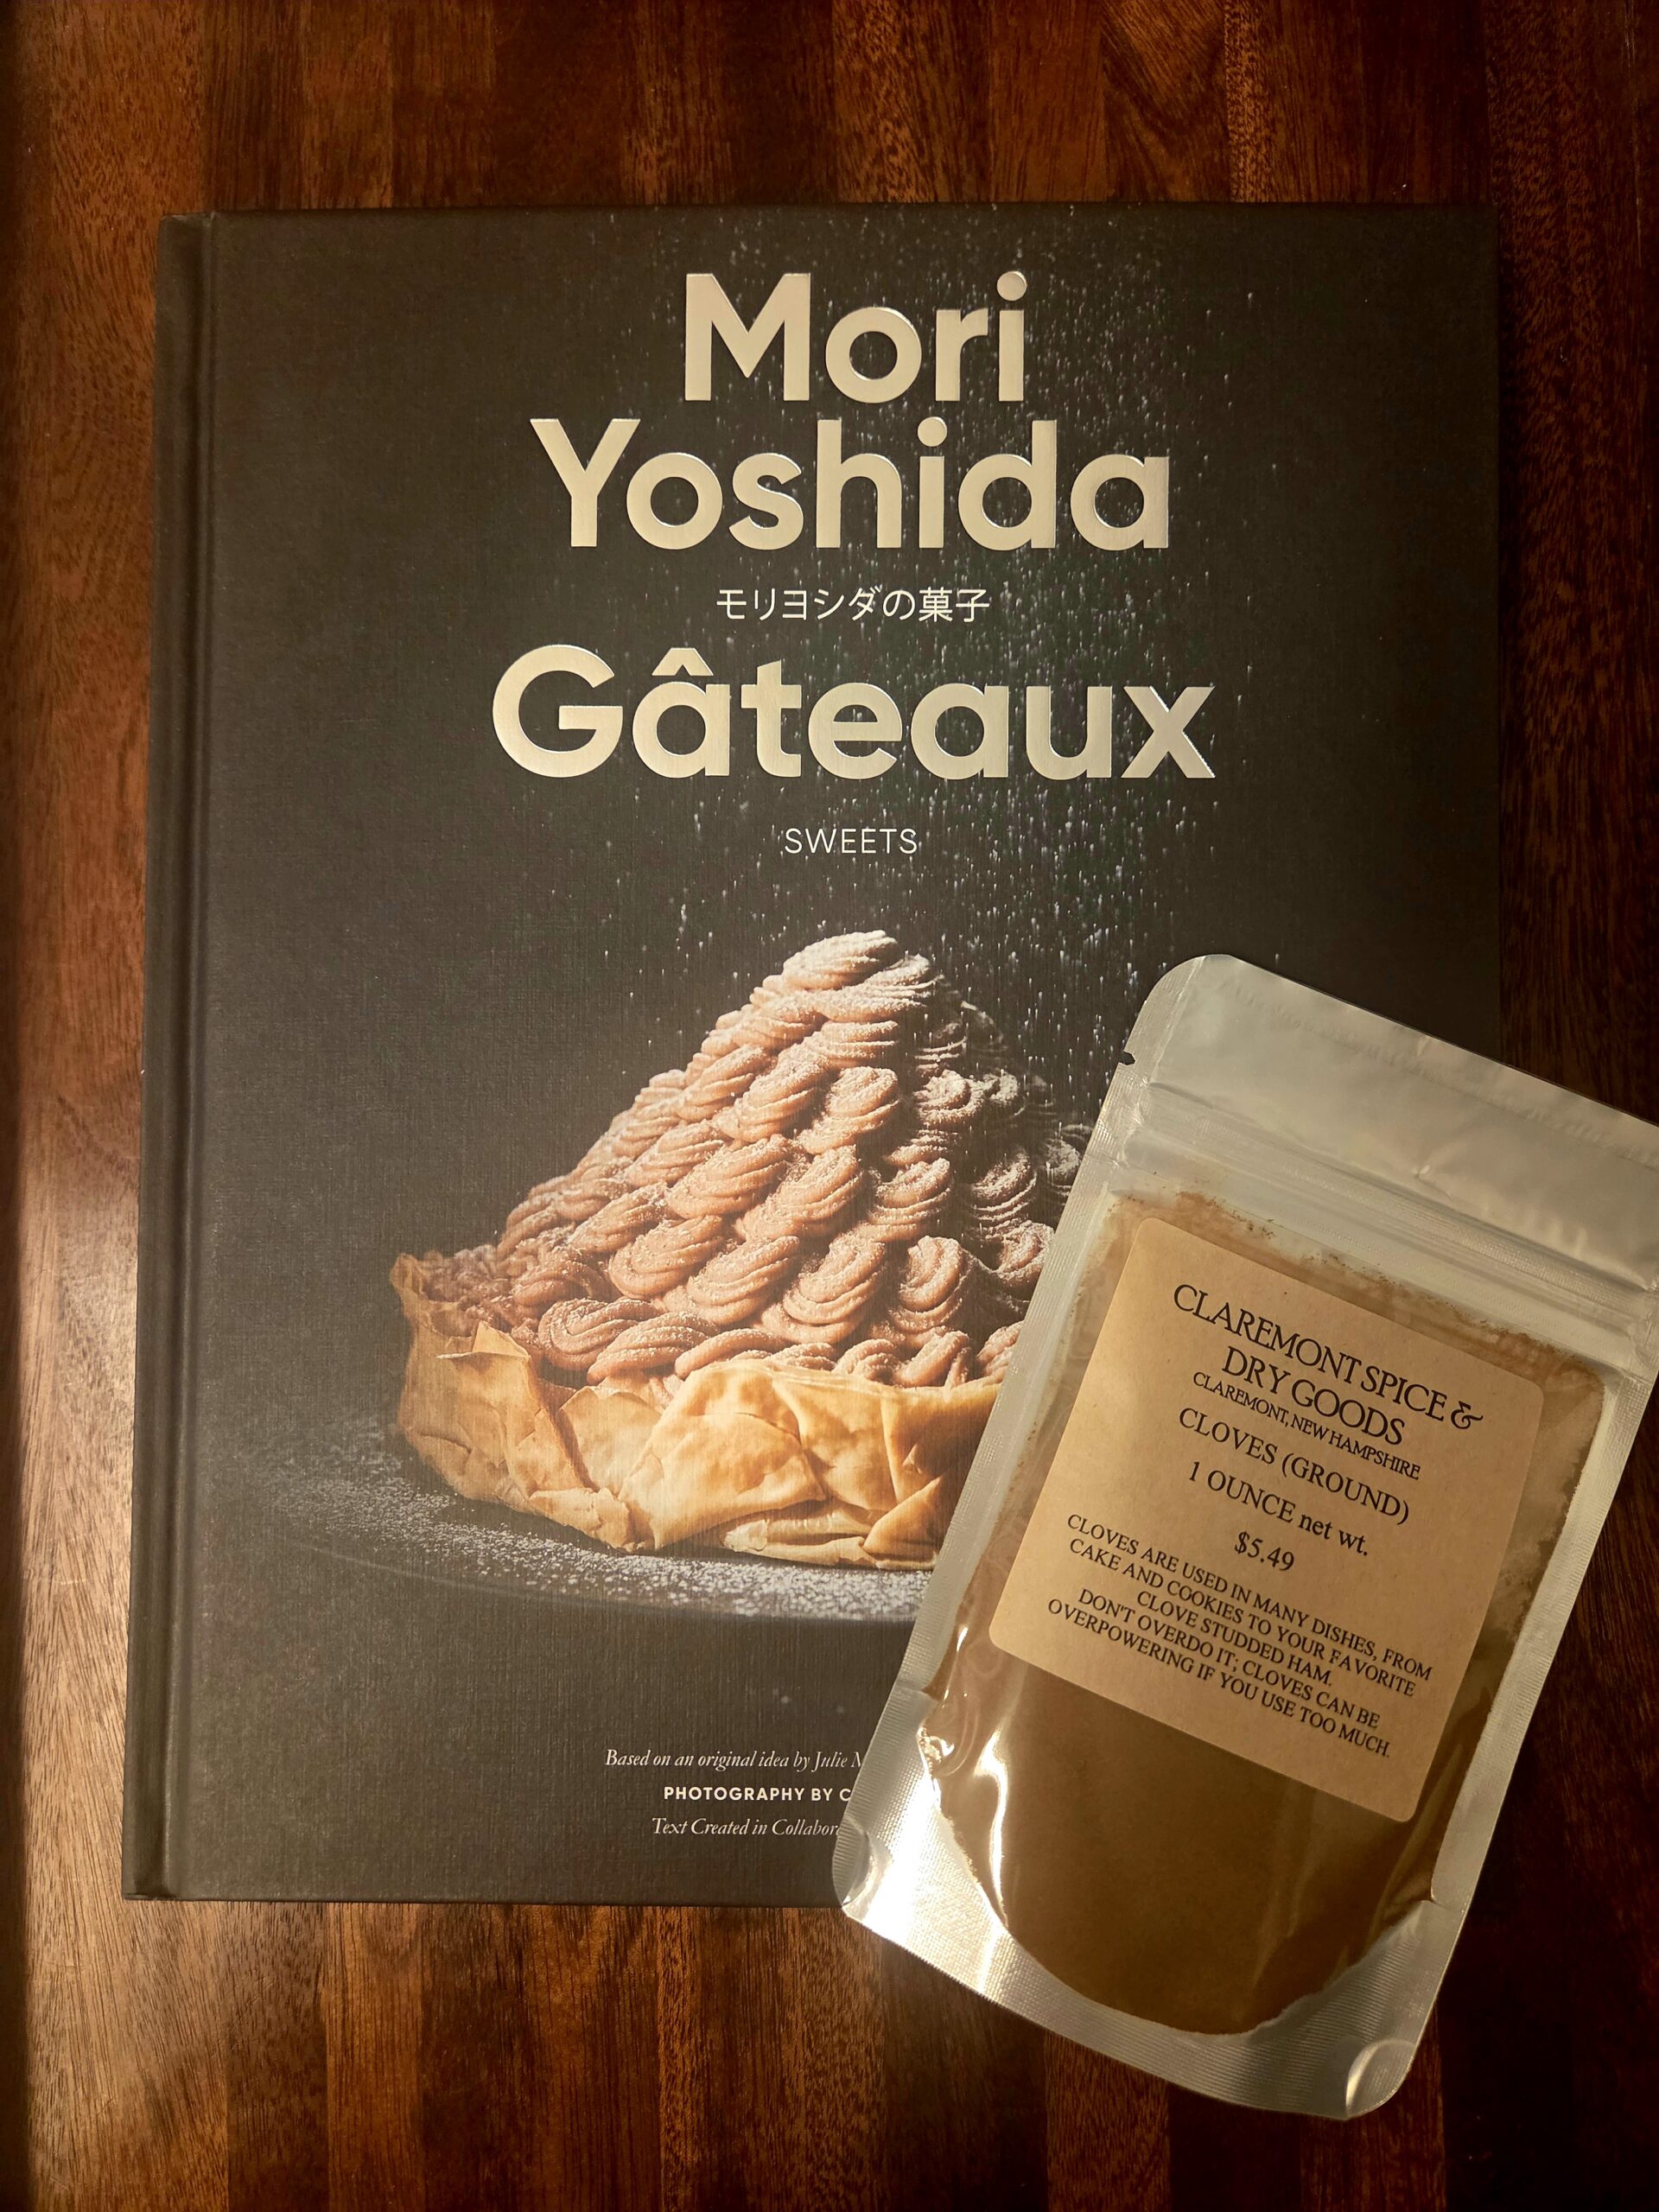 Mori
Yoshida
モリヨシダの菓子
Gâteaux
SWEETS
Based on an original idea by Julie
PHOTOGRAPHY BY
Text Created in
CLAREMONT SPICE &
DRY GOODS
CLAREMONT, NEW HAMPSHIRE
CLOVES (GROUND)
1 OUNCE net wt.
$5.49
CLOVES ARE USED IN MANY DISHES, FROM
CAKE AND COOKIES TO YOUR FAVORITE
CLOVE STUDDED HAM.
DON'T OVERDO IT; CLOVES CAN BE
OVERPOWERING IF YOU USE TOO MUCH.